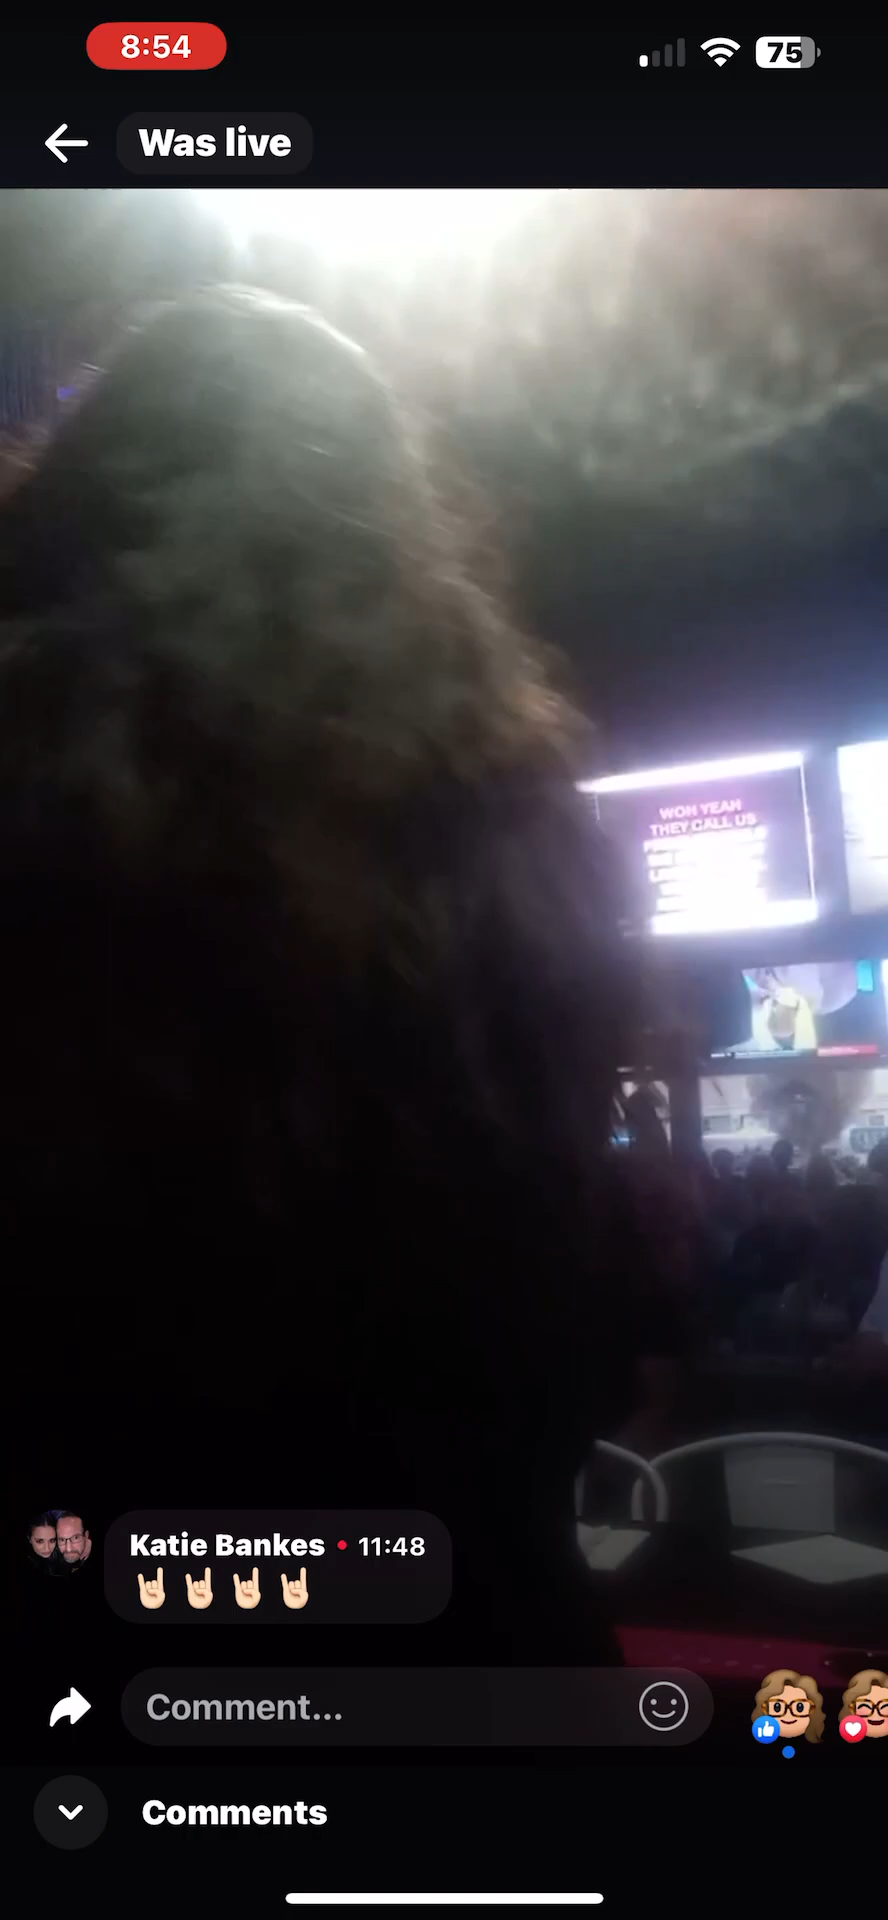 8:54
75
Was live
WOH YEAH
THEY CALL US
Katie Bankes • 11:48
🤘🏻 🤘🏻 🤘🏻 🤘🏻
Comment...
Comments